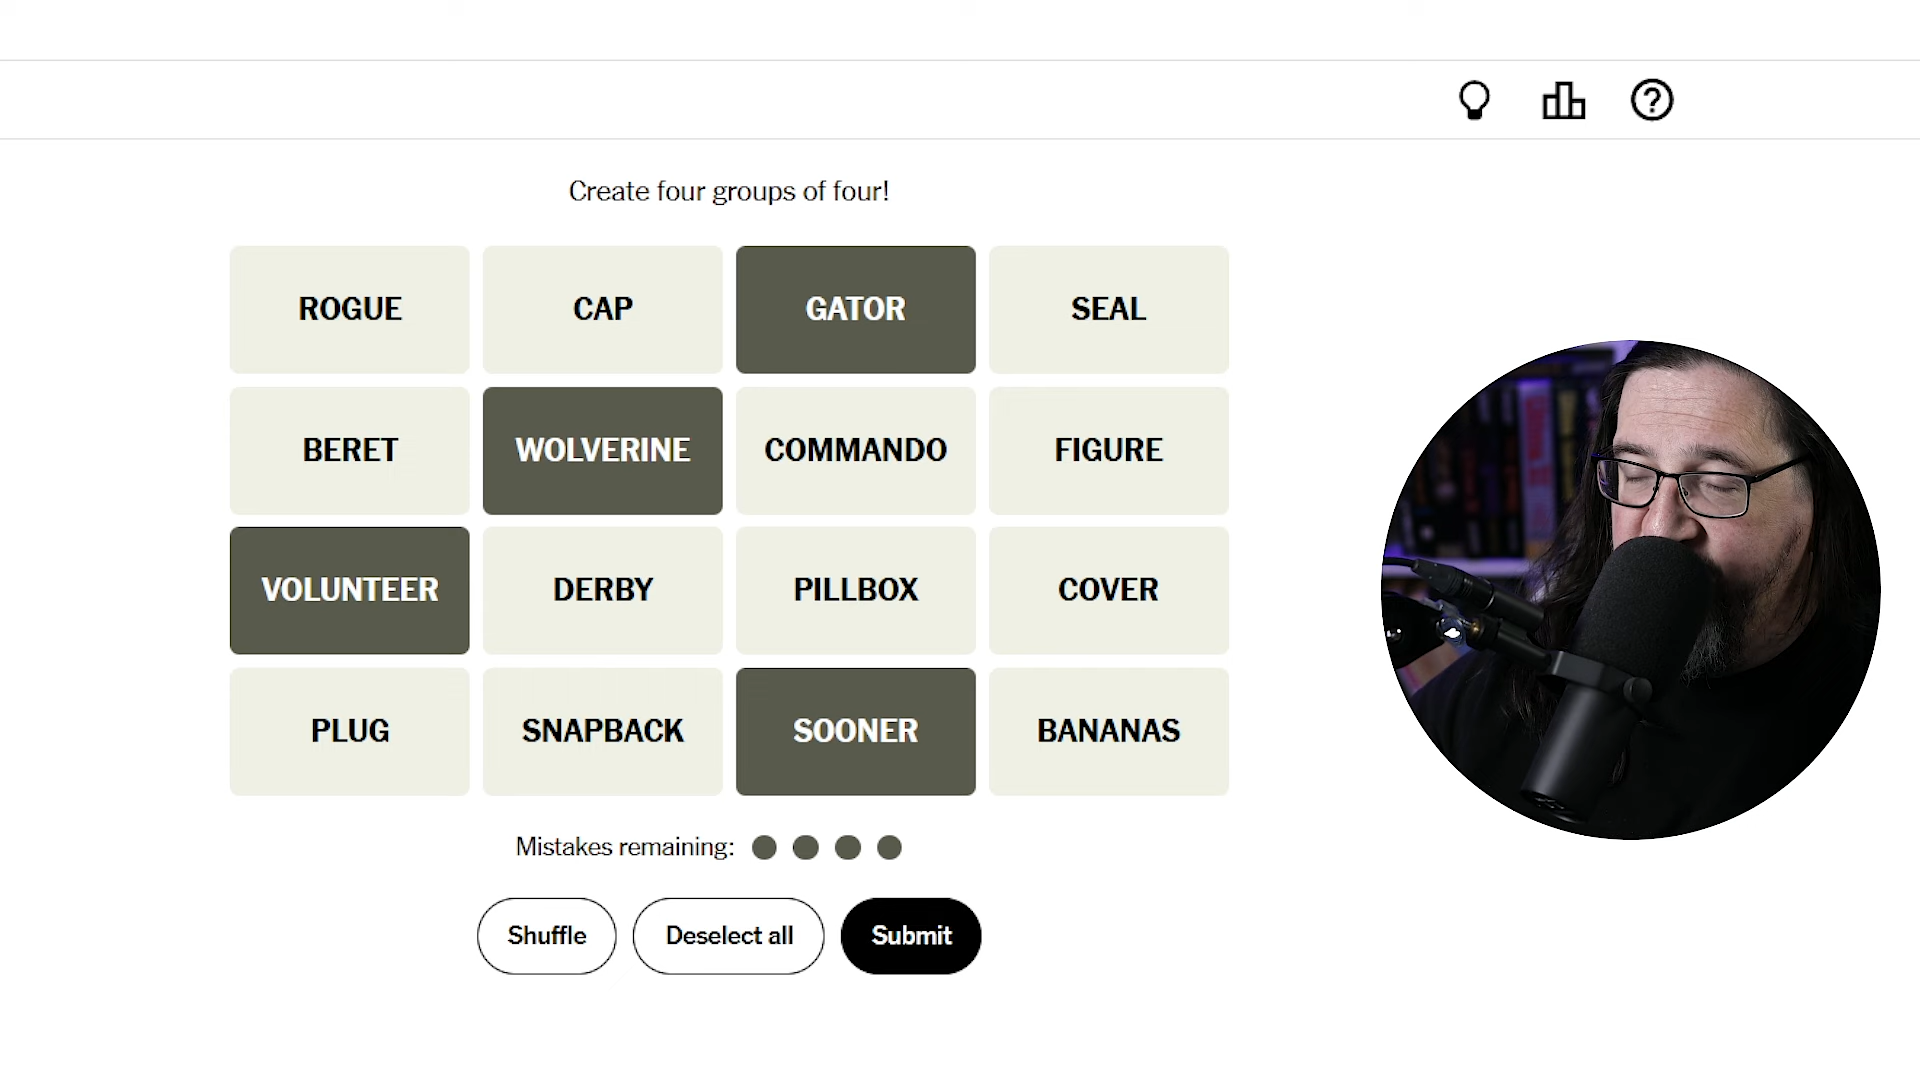 Create four groups of four!
ROGUE CAP GATOR SEAL
BERET WOLVERINE COMMANDO FIGURE
VOLUNTEER DERBY PILLBOX COVER
PLUG SNAPBACK SOONER BANANAS
Mistakes remaining:
Shuffle Deselect all Submit